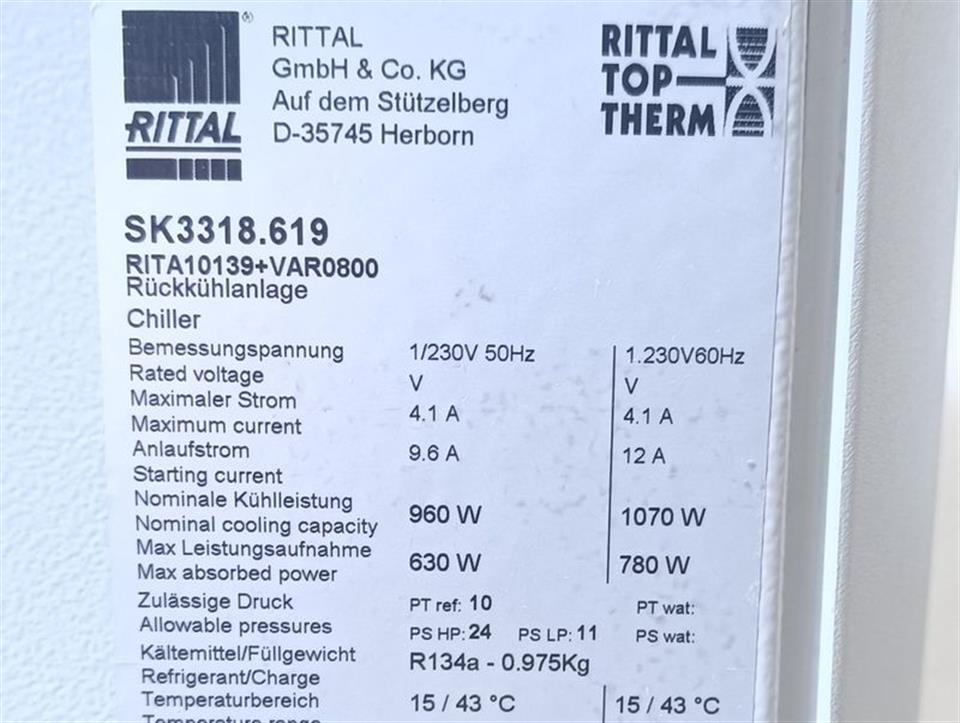 RITTAL
GmbH & Co. KG
Auf dem Stützelberg
D-35745 Herborn
®
RITTAL
RITTAL
TOP
THERM
SK3318.619
RITA10139+VAR0800
Rückkühlanlage
Chiller
Bemessungspannung 1/230V 50Hz 1.230V60Hz
Rated voltage V V
Maximaler Strom 4.1 A 4.1 A
Maximum current
Anlaufstrom 9.6 A 12 A
Starting current
Nominale Kühlleistung 960 W 1070 W
Nominal cooling capacity
Max Leistungsaufnahme 630 W 780 W
Max absorbed power
Zulässige Druck PT ref: 10 PT wat:
Allowable pressures PS HP: 24 PS LP: 11 PS wat:
Kältemittel/Füllgewicht R134a - 0.975Kg
Refrigerant/Charge
Temperaturbereich 15 / 43 °C 15 / 43 °C
Temperature range